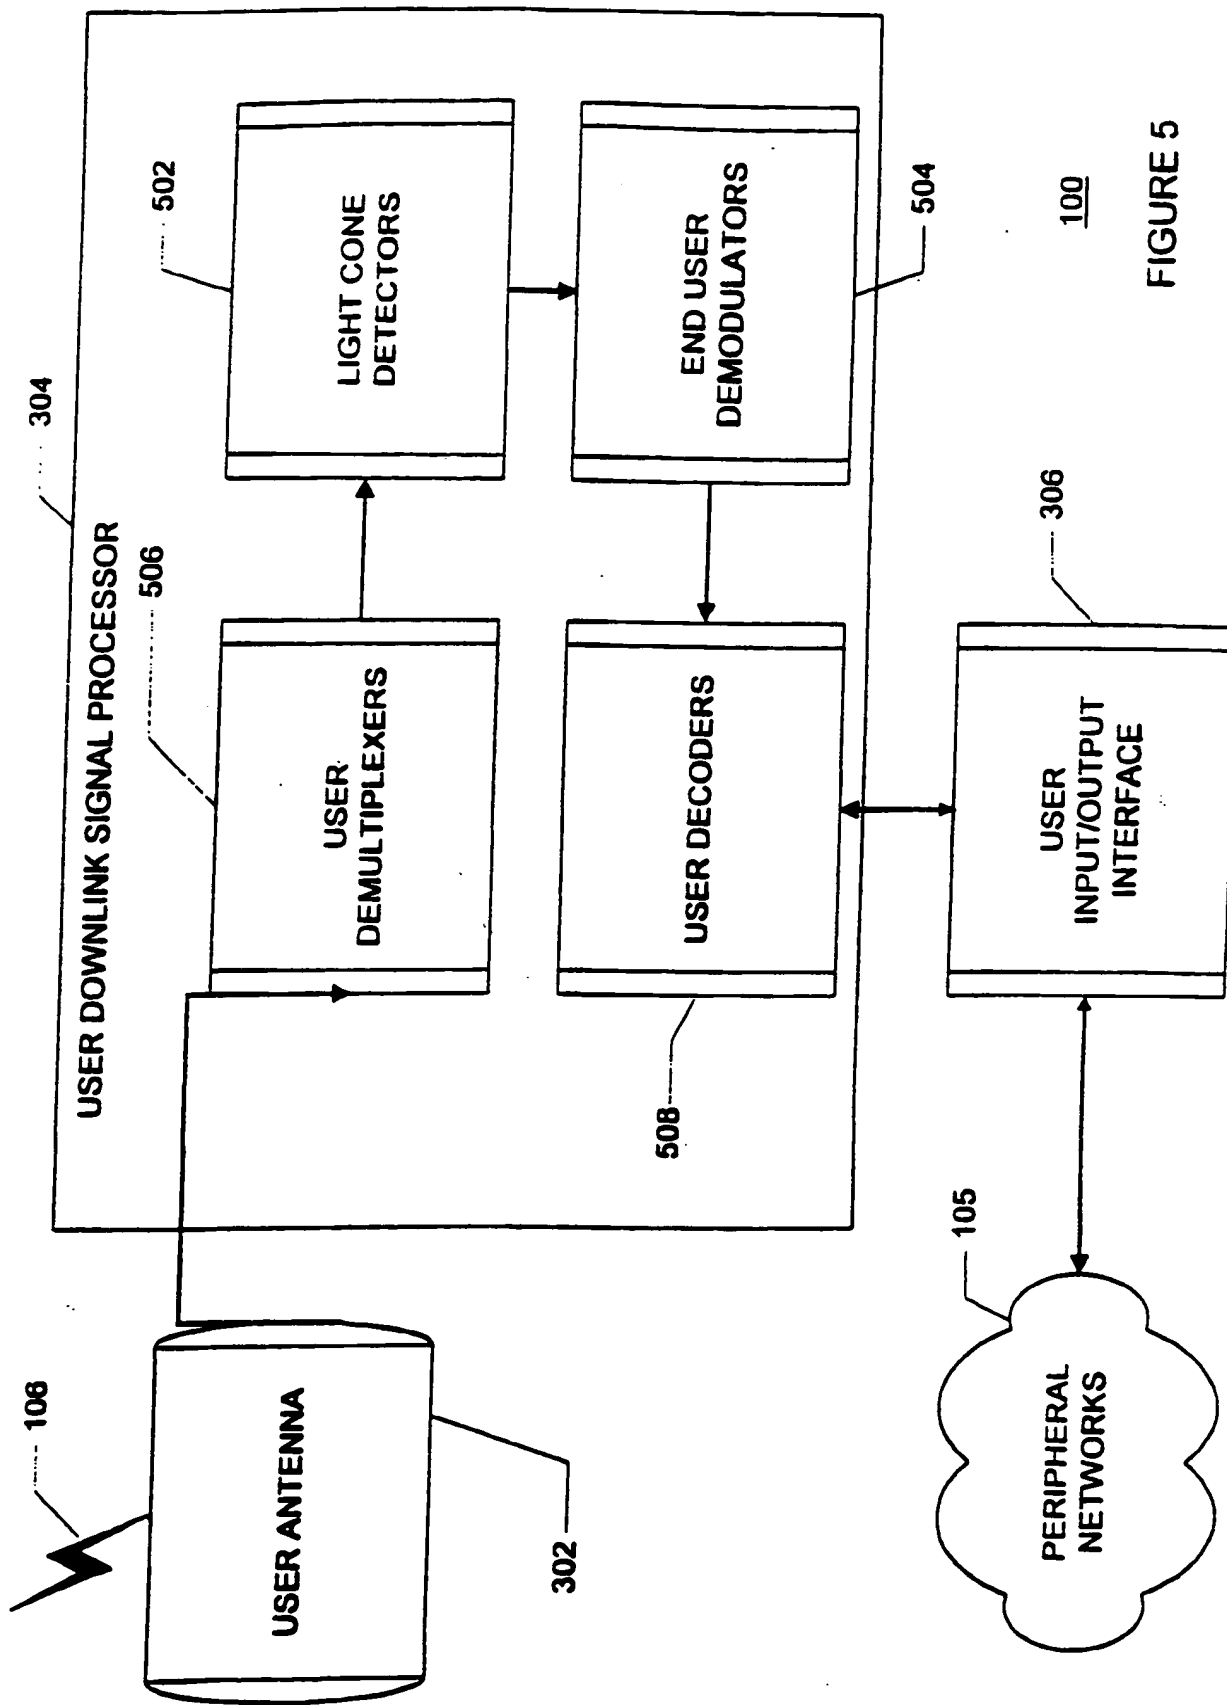 USER DOWNLINK SIGNAL PROCESSOR
304
106
506
502
USER ANTENNA
USER
DEMULTIPLEXERS
LIGHT CONE
DETECTORS
302
508
USER DECODERS
END USER
DEMODULATORS
504
105
306
PERIPHERAL
NETWORKS
USER
INPUT/OUTPUT
INTERFACE
100
FIGURE 5